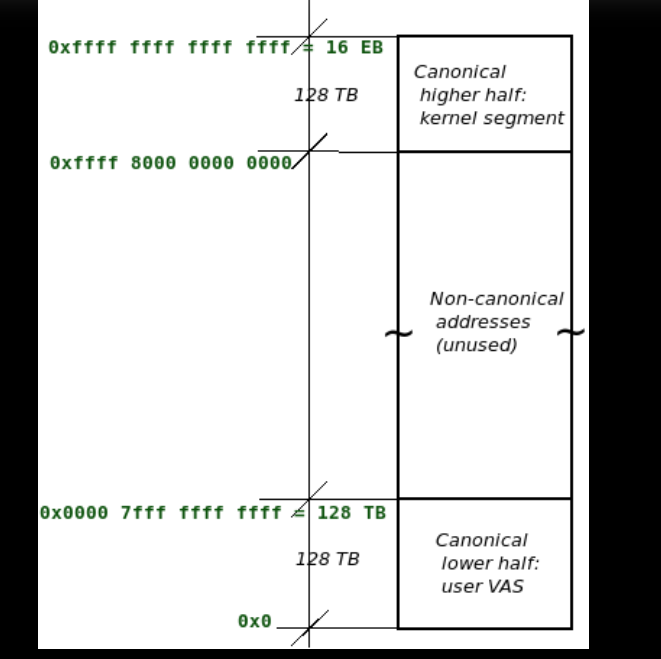 0xffff ffff ffff ffff = 16 EB
Canonical
higher half:
kernel segment
128 TB
0xffff 8000 0000 0000
Non-canonical
addresses
(unused)
~ ~
0x0000 7fff ffff ffff = 128 TB
Canonical
lower half:
user VAS
128 TB
0x0